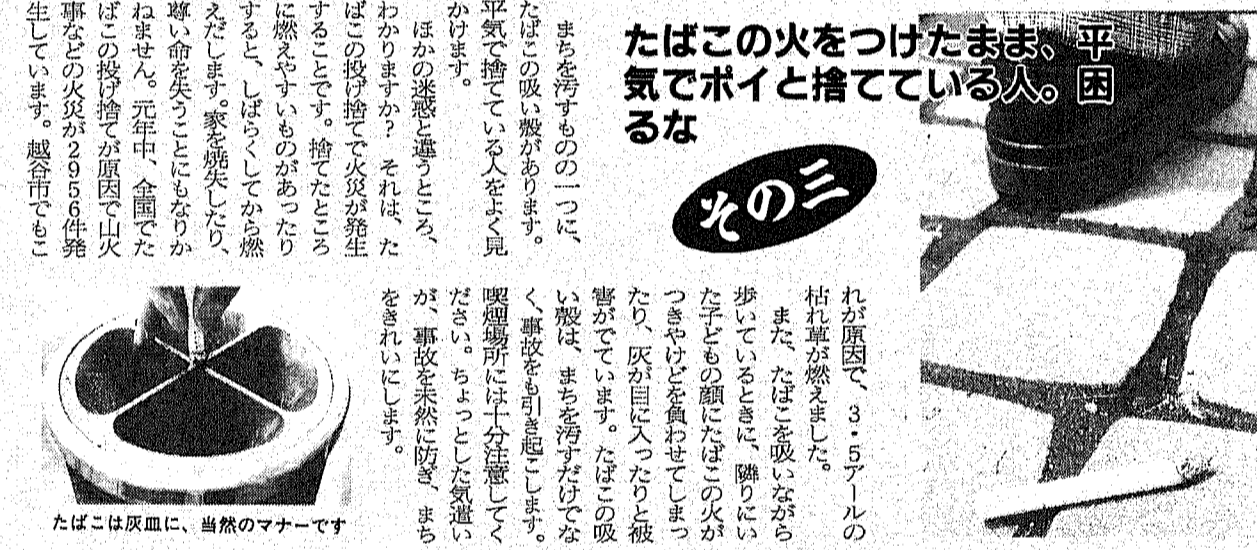 たばこの火をつけたまま、平
気でポイと捨てている人。困
るな
その三
まちを汚すものの一つに、
たばこの吸い殻があります。
平気で捨てている人をよく見
かけます。
ほかの迷惑と違うところ、
わかりますか？　それは、た
ばこの投げ捨てで火災が発生
することです。捨てたところ
に燃えやすいものがあったり
すると、しばらくしてから燃
えだします。家を焼失したり、
尊い命を失うことにもなりか
ねません。元年中、全国でた
ばこの投げ捨てが原因で山火
事などの火災が2956件発
生しています。越谷市でもこ
れが原因で、3・5アールの
枯れ草が燃えました。
また、たばこを吸いながら
歩いているときに、隣りにい
た子どもの顔にたばこの火が
つきやけどを負わせてしまっ
たり、灰が目に入ったりと被
害がでています。たばこの吸
い殻は、まちを汚すだけでな
く、事故をも引き起こします。
喫煙場所には十分注意してく
ださい。ちょっとした気遣い
が、事故を未然に防ぎ、まち
をきれいにします。
たばこは灰皿に、当然のマナーです